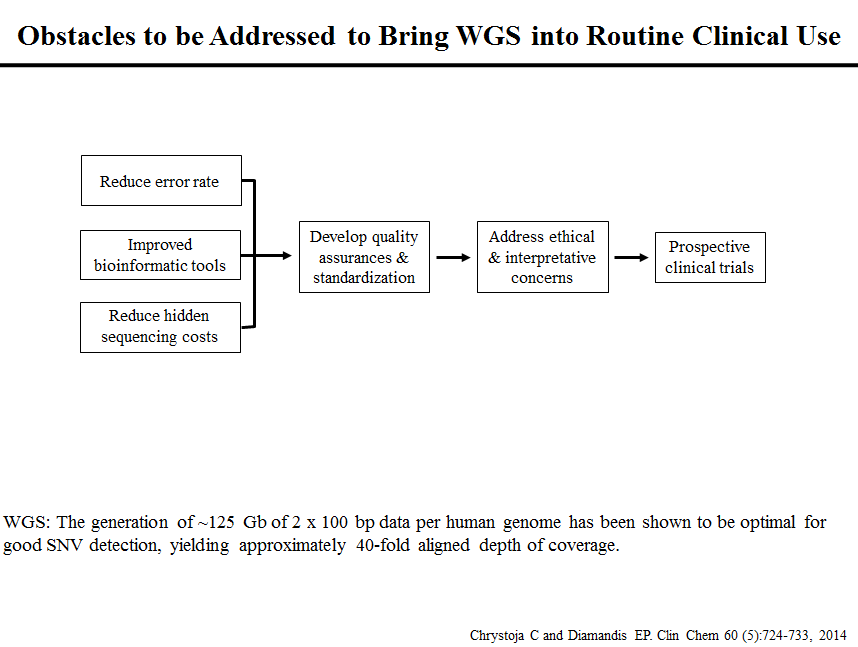 Obstacles to be Addressed to Bring WGS into Routine Clinical Use
Reduce error rate
Improved
bioinformatic tools
Reduce hidden
sequencing costs
Develop quality
assurances &
standardization
Address ethical
& interpretative
concerns
Prospective
clinical trials
WGS: The generation of ~125 Gb of 2 x 100 bp data per human genome has been shown to be optimal for
good SNV detection, yielding approximately 40-fold aligned depth of coverage.
Chrystoja C and Diamandis EP. Clin Chem 60 (5):724-733, 2014